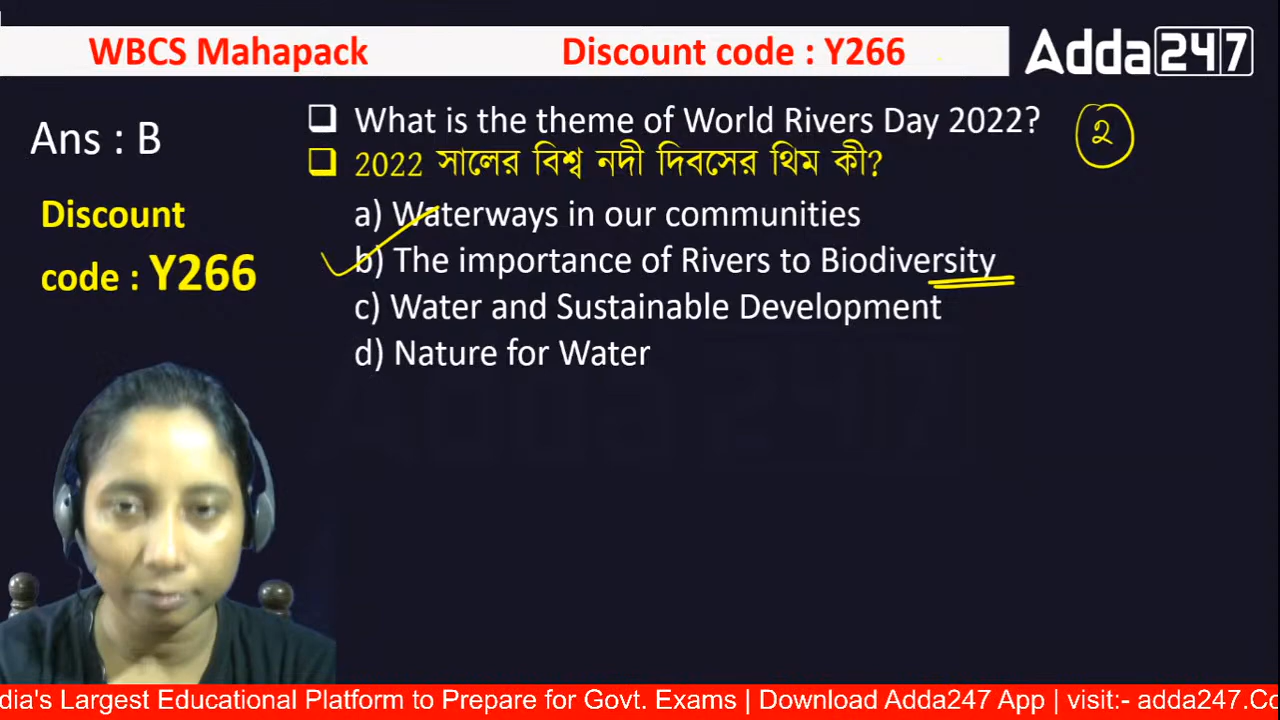 WBCS Mahapack Discount code : Y266
Adda247
Ans : B
Discount
code : Y266
What is the theme of World Rivers Day 2022?
২
2022 সালের বিশ্ব নদী দিবসের থিম কী?
a) Waterways in our communities
b) The importance of Rivers to Biodiversity
c) Water and Sustainable Development
d) Nature for Water
Adda247
dia's Largest Educational Platform to Prepare for Govt. Exams | Download Adda247 App | visit:- adda247.Co